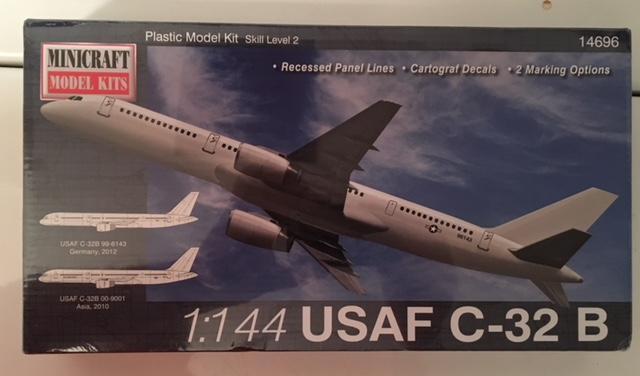 Plastic Model Kit Skill Level 2
14696
MINICRAFT
MODEL KITS
• Recessed Panel Lines • Cartograf Decals • 2 Marking Options
98143
USAF C-32B 99-6143
Germany, 2012
USAF C-32B 00-9001
Asia, 2010
1:144 USAF C-32 B